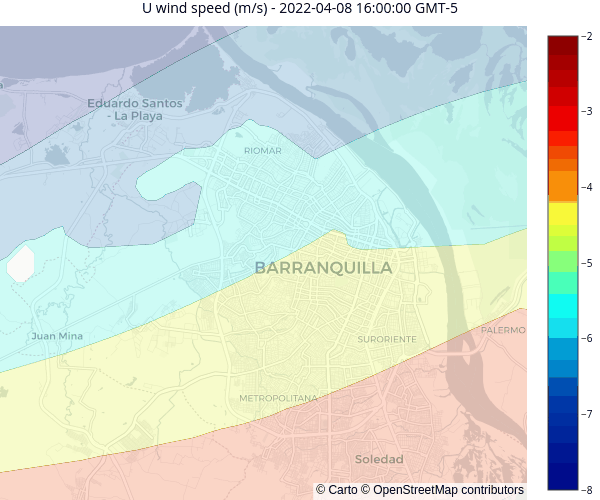 U wind speed (m/s) - 2022-04-08 16:00:00 GMT-5
Eduardo Santos
- La Playa
RIOMAR
BARRANQUILLA
Juan Mina
SURORIENTE
PALERMO
METROPOLITANA
Soledad
© Carto © OpenStreetMap contributors
−2
−3
−4
−5
−6
−7
−8